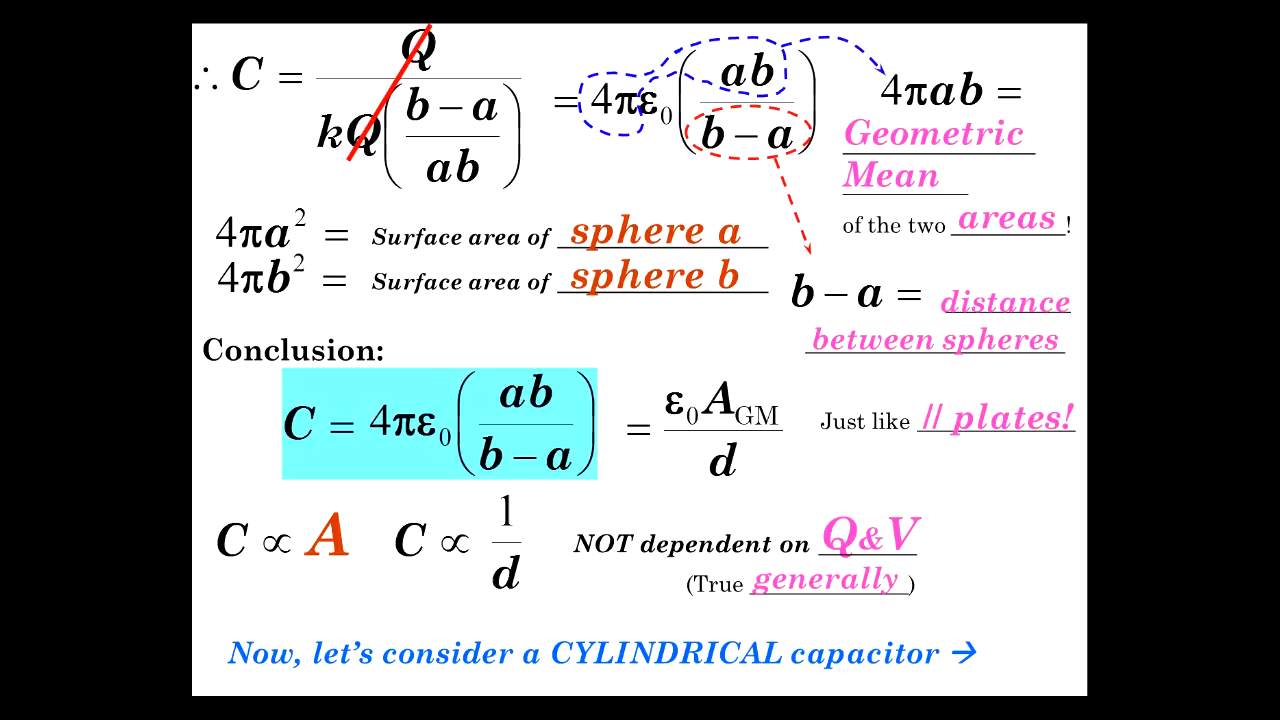 ∴ C = Q / kQ((b − a) / ab) = 4πε₀(ab / (b − a))
4πab =
Geometric
Mean
of the two areas!
4πa² = Surface area of sphere a
4πb² = Surface area of sphere b
b − a = distance
between spheres
Conclusion:
C = 4πε₀(ab / (b − a)) = ε₀A_GM / d Just like // plates!
C ∝ A C ∝ 1/d NOT dependent on Q&V
(True generally)
Now, let's consider a CYLINDRICAL capacitor →